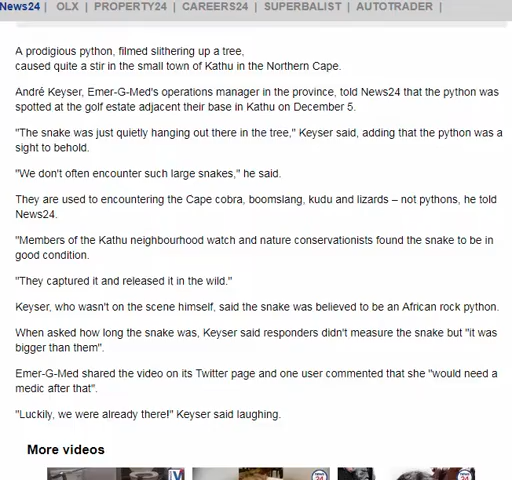 News24 | OLX | PROPERTY24 | CAREERS24 | SUPERBALIST | AUTOTRADER |
A prodigious python, filmed slithering up a tree,
caused quite a stir in the small town of Kathu in the Northern Cape.
André Keyser, Emer-G-Med's operations manager in the province, told News24 that the python was
spotted at the golf estate adjacent their base in Kathu on December 5.
"The snake was just quietly hanging out there in the tree," Keyser said, adding that the python was a
sight to behold.
"We don't often encounter such large snakes," he said.
They are used to encountering the Cape cobra, boomslang, kudu and lizards – not pythons, he told
News24.
"Members of the Kathu neighbourhood watch and nature conservationists found the snake to be in
good condition.
"They captured it and released it in the wild."
Keyser, who wasn't on the scene himself, said the snake was believed to be an African rock python.
When asked how long the snake was, Keyser said responders didn't measure the snake but "it was
bigger than them".
Emer-G-Med shared the video on its Twitter page and one user commented that she "would need a
medic after that".
"Luckily, we were already there!" Keyser said laughing.
More videos